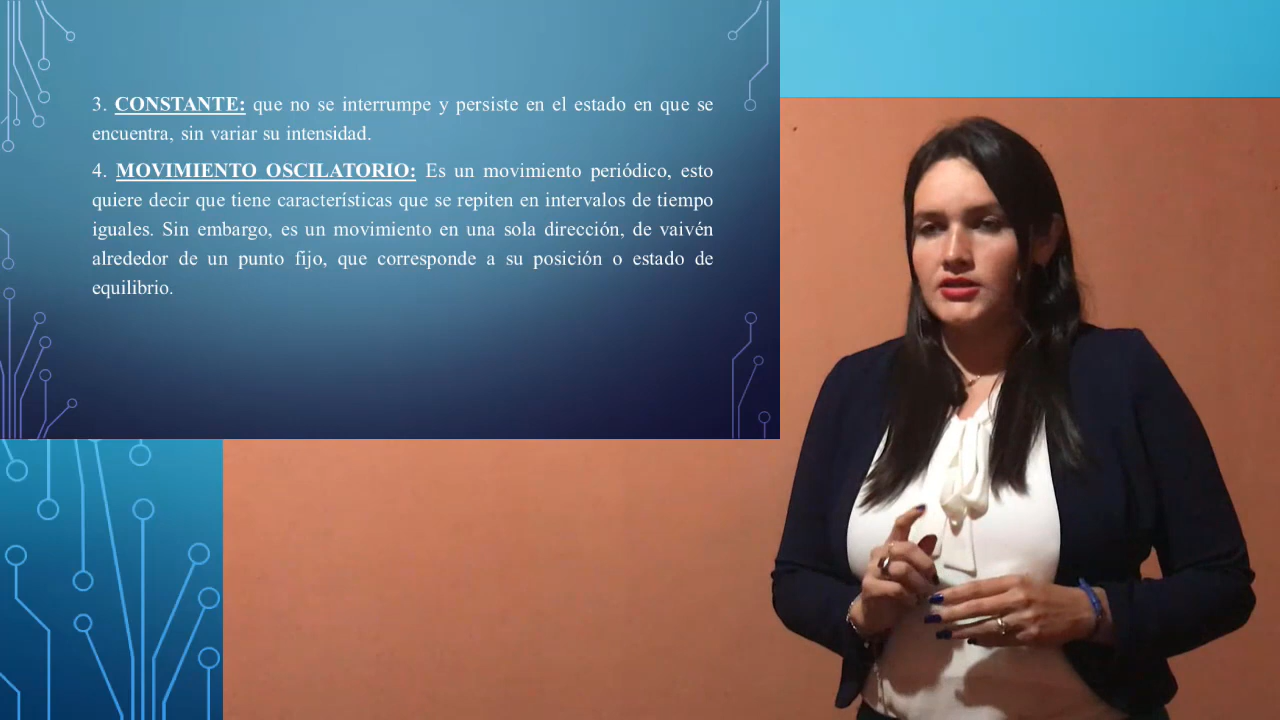 3. CONSTANTE: que no se interrumpe y persiste en el estado en que se
encuentra, sin variar su intensidad.
4. MOVIMIENTO OSCILATORIO: Es un movimiento periódico, esto
quiere decir que tiene características que se repiten en intervalos de tiempo
iguales. Sin embargo, es un movimiento en una sola dirección, de vaivén
alrededor de un punto fijo, que corresponde a su posición o estado de
equilibrio.